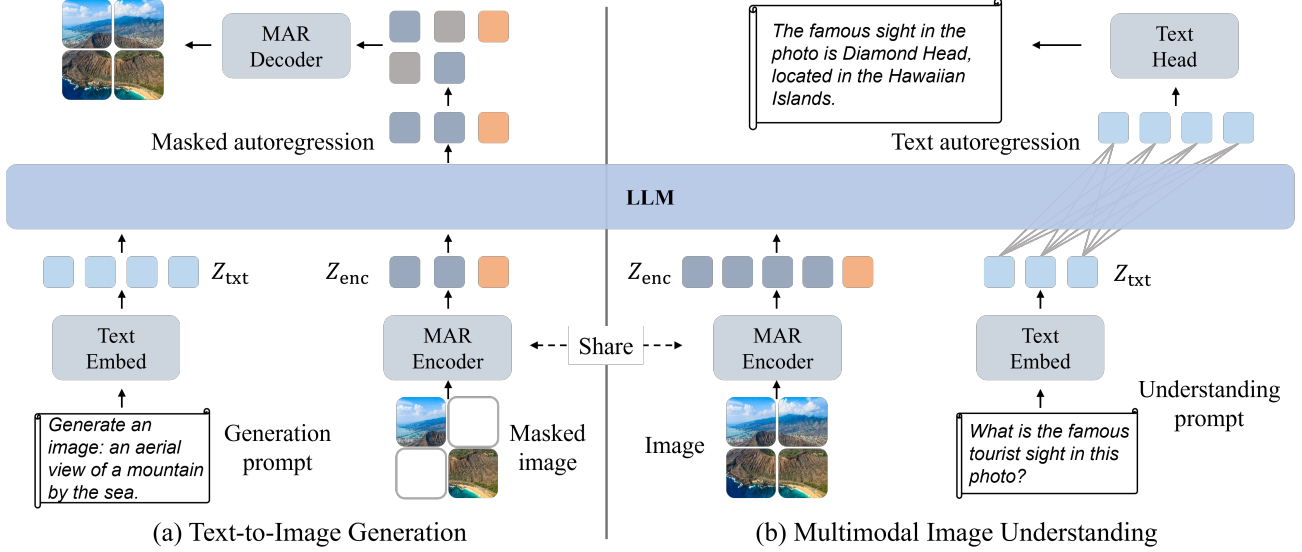 MAR
Decoder
Masked autoregression
The famous sight in the
photo is Diamond Head,
located in the Hawaiian
Islands.
Text
Head
Text autoregression
LLM
Z_txt
Z_enc
Z_enc
Z_txt
Text
Embed
MAR
Encoder
Share
MAR
Encoder
Text
Embed
Generate an
image: an aerial
view of a mountain
by the sea.
Generation
prompt
Masked
image
Image
What is the famous
tourist sight in this
photo?
Understanding
prompt
(a) Text-to-Image Generation
(b) Multimodal Image Understanding